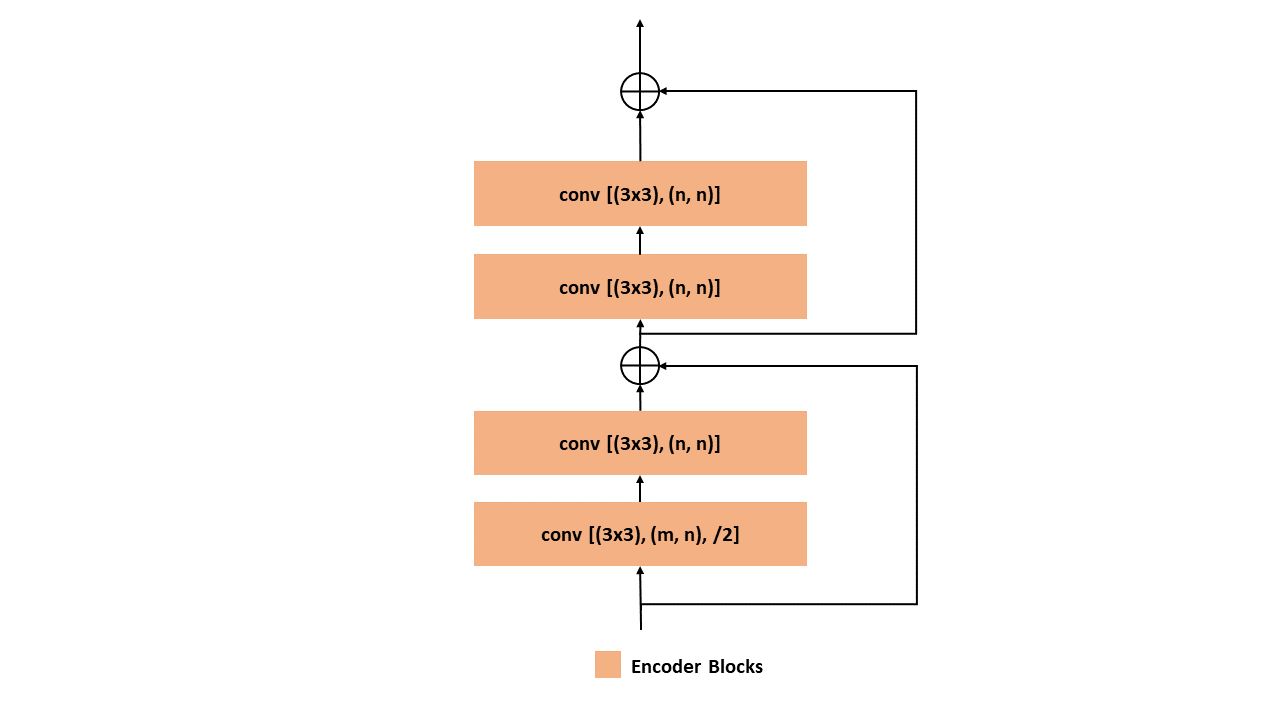 conv [(3x3), (n, n)]
conv [(3x3), (n, n)]
conv [(3x3), (n, n)]
conv [(3x3), (m, n), /2]
Encoder Blocks